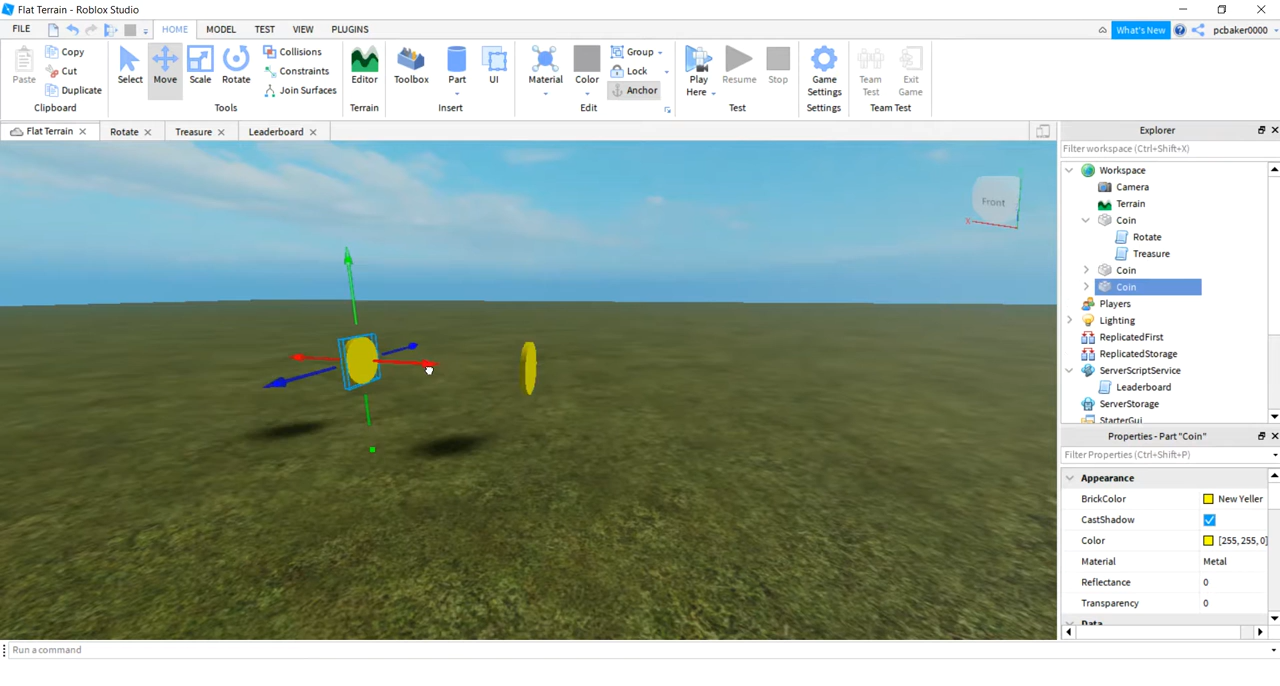 Flat Terrain - Roblox Studio
FILE HOME MODEL TEST VIEW PLUGINS What's New pcbaker0000
Paste Copy Cut Duplicate Clipboard
Select Move Scale Rotate Collisions Constraints Join Surfaces Tools
Editor Terrain
Toolbox Part UI Insert
Material Color Group Lock Anchor Edit
Play Here Resume Stop Test
Game Settings Settings
Team Test Exit Game Team Test
Flat Terrain Rotate Treasure Leaderboard
Front
X
Explorer
Filter workspace (Ctrl+Shift+X)
Workspace
Camera
Terrain
Coin
Rotate
Treasure
Coin
Coin
Players
Lighting
ReplicatedFirst
ReplicatedStorage
ServerScriptService
Leaderboard
ServerStorage
StarterGui
Properties - Part "Coin"
Filter Properties (Ctrl+Shift+P)
Appearance
BrickColor New Yeller
CastShadow
Color [255, 255, 0]
Material Metal
Reflectance 0
Transparency 0
Data
Run a command